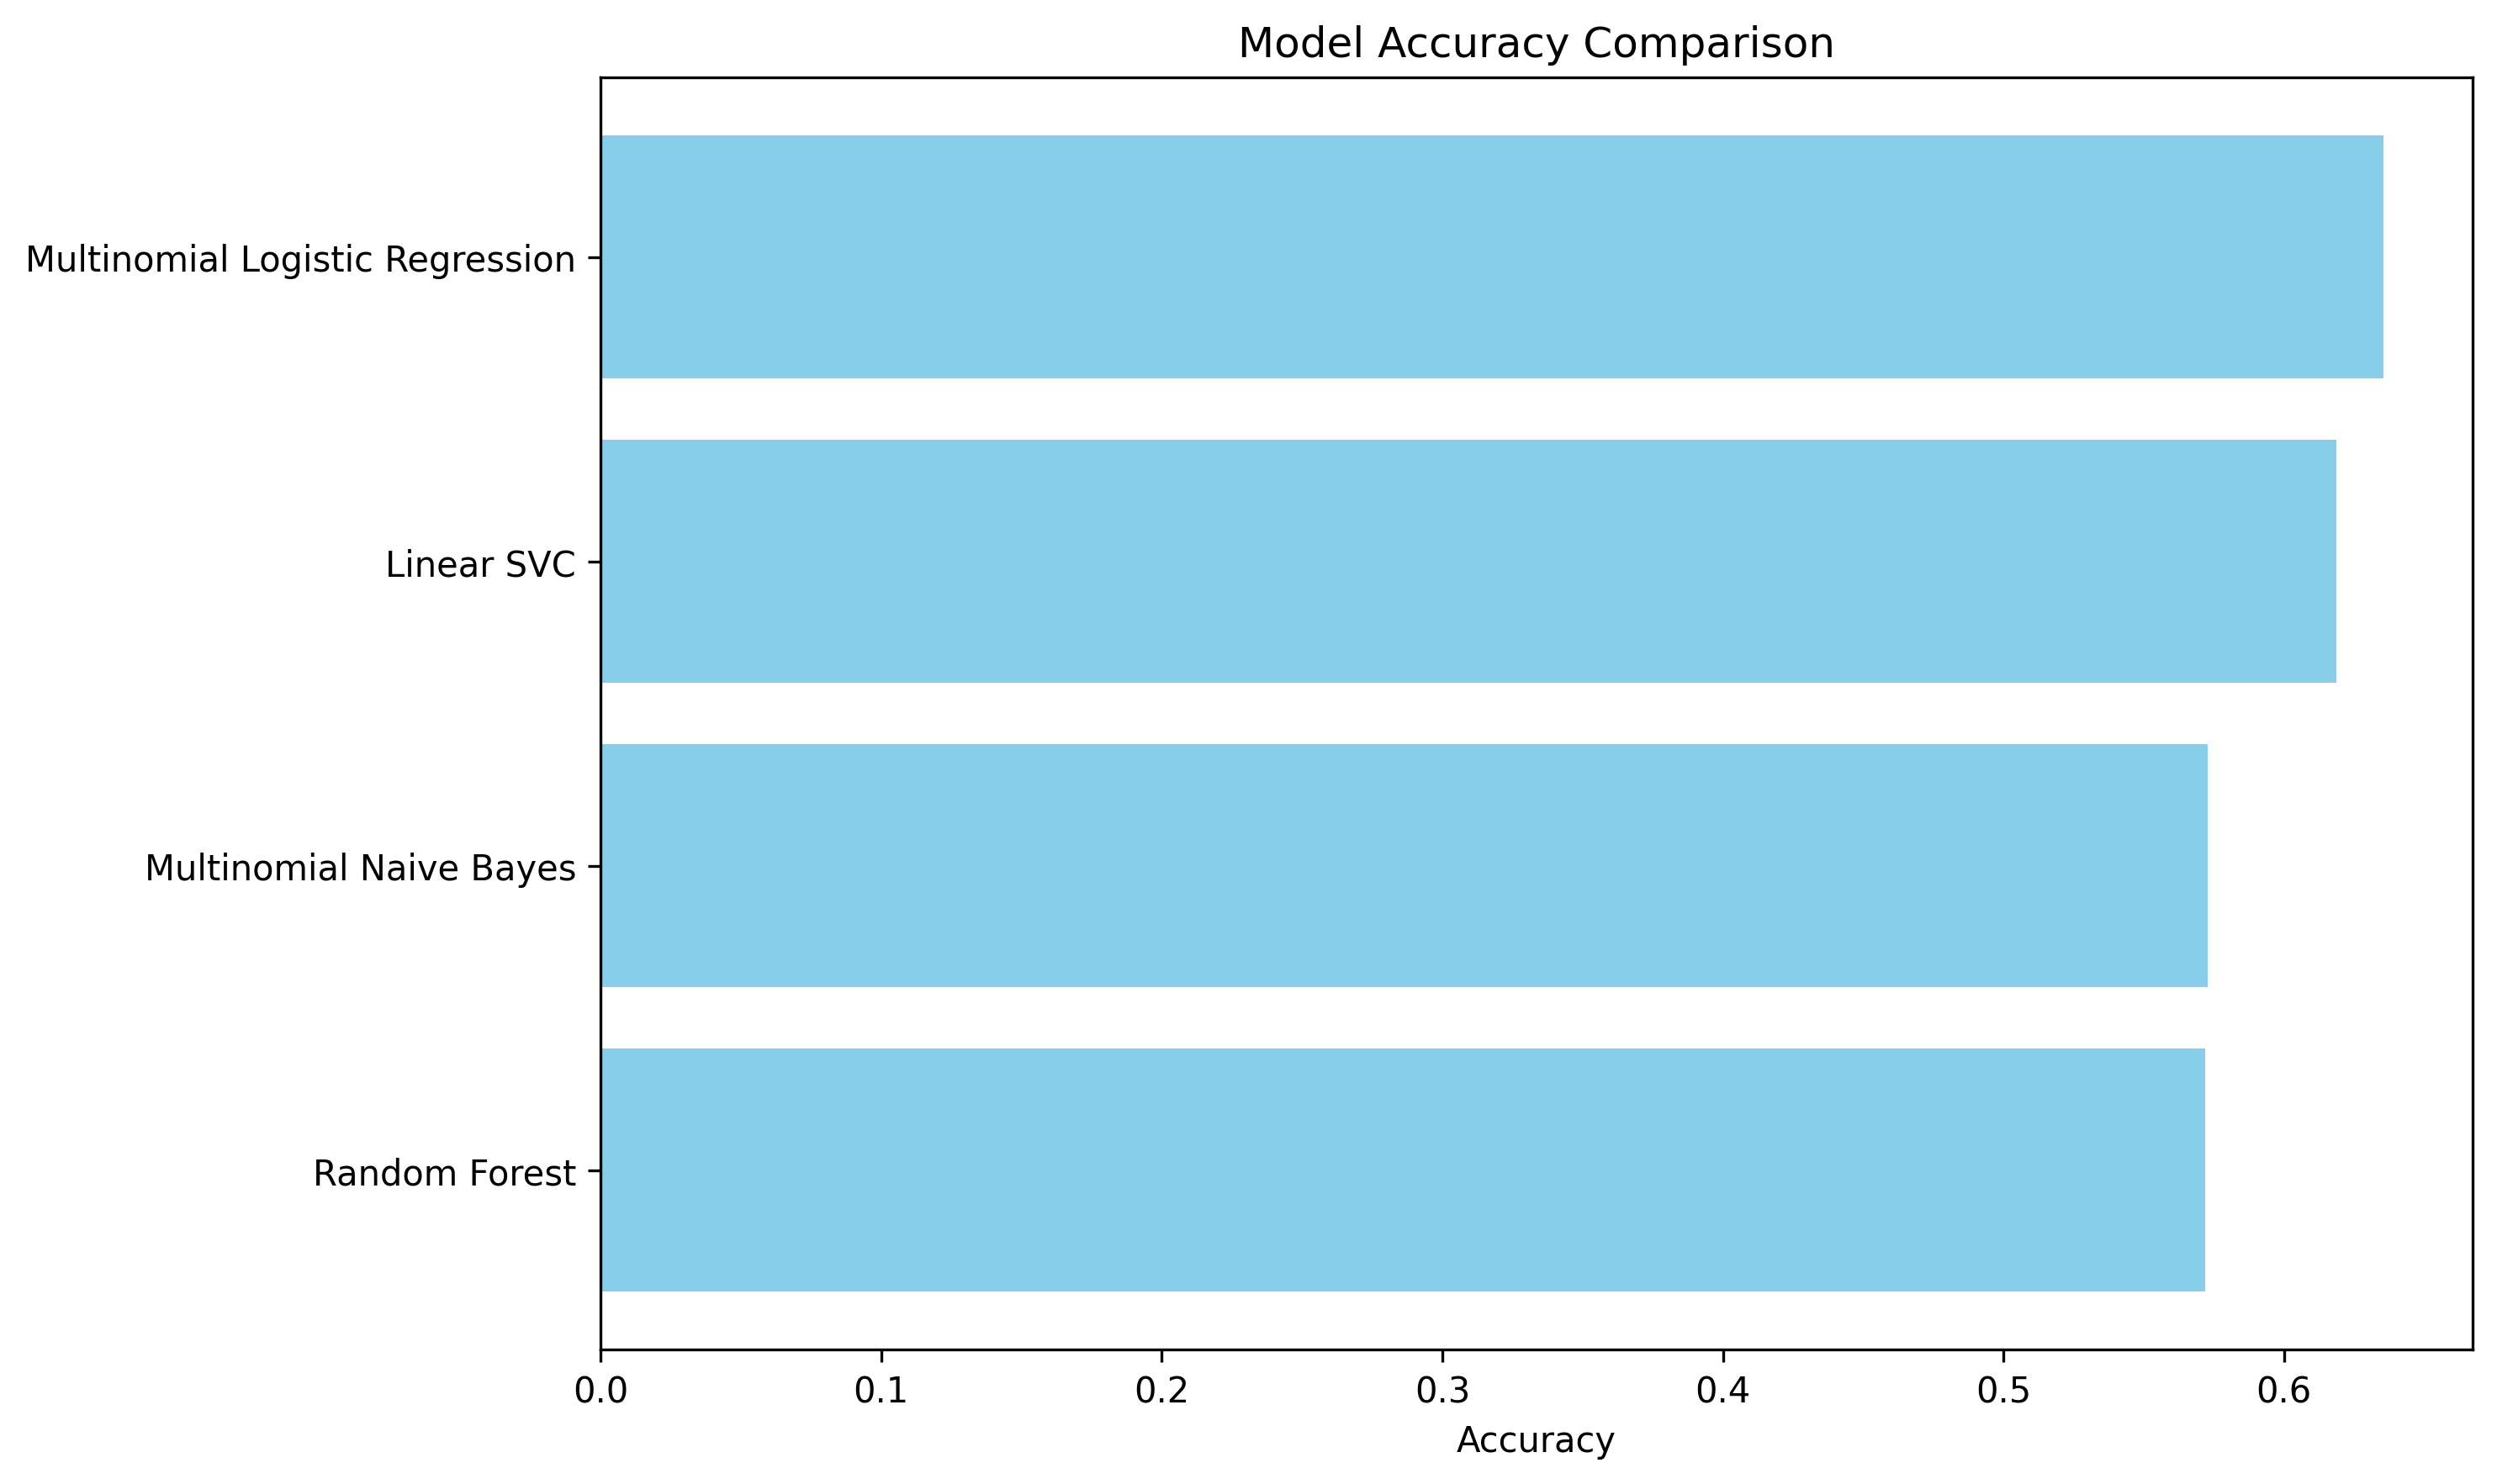 Model Accuracy Comparison
Multinomial Logistic Regression
Linear SVC
Multinomial Naive Bayes
Random Forest
0.0 0.1 0.2 0.3 0.4 0.5 0.6
Accuracy